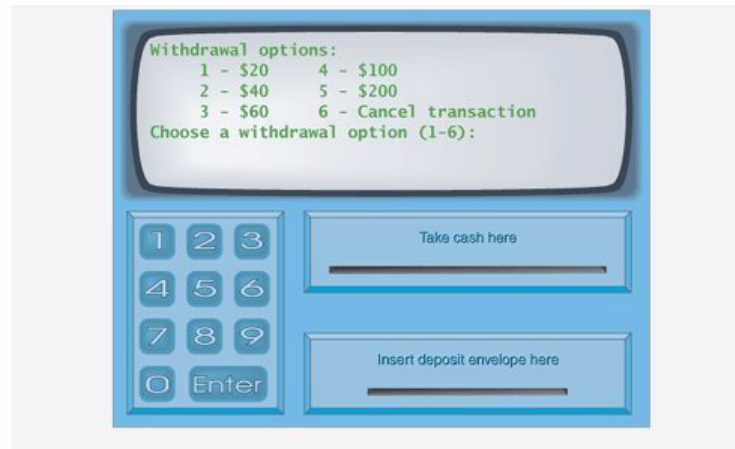 Withdrawal options:
1 - $20 4 - $100
2 - $40 5 - $200
3 - $60 6 - Cancel transaction
Choose a withdrawal option (1-6):
1 2 3
Take cash here
4 5 6
7 8 9
Insert deposit envelope here
0 Enter